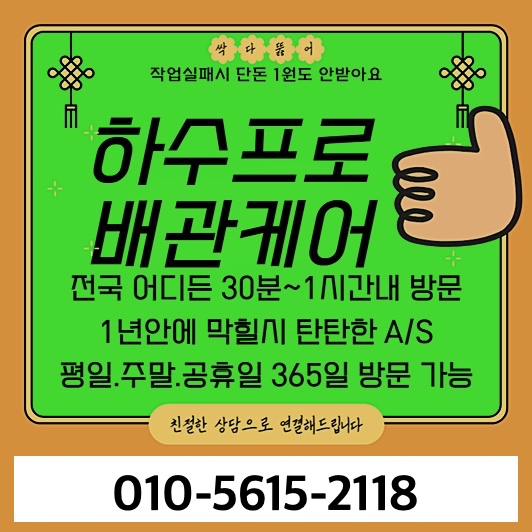 싹 다 뚫 어
작업실패시 단돈 1원도 안받아요
하수프로
배관케어
전국 어디든 30분~1시간내 방문
1년안에 막힐시 탄탄한 A/S
평일.주말.공휴일 365일 방문 가능
친절한 상담으로 연결해드립니다
010-5615-2118